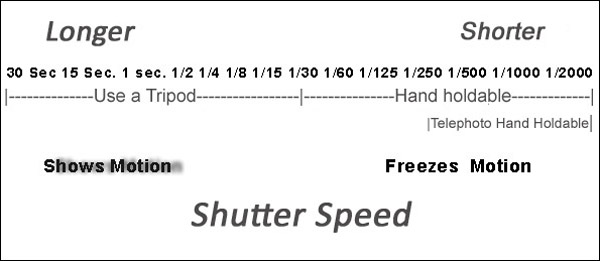 Longer Shorter
30 Sec 15 Sec. 1 sec. 1/2 1/4 1/8 1/15 1/30 1/60 1/125 1/250 1/500 1/1000 1/2000
|--------------Use a Tripod-----------------|---------------Hand holdable-------------|
|Telephoto Hand Holdable|
Shows Motion Freezes Motion
Shutter Speed